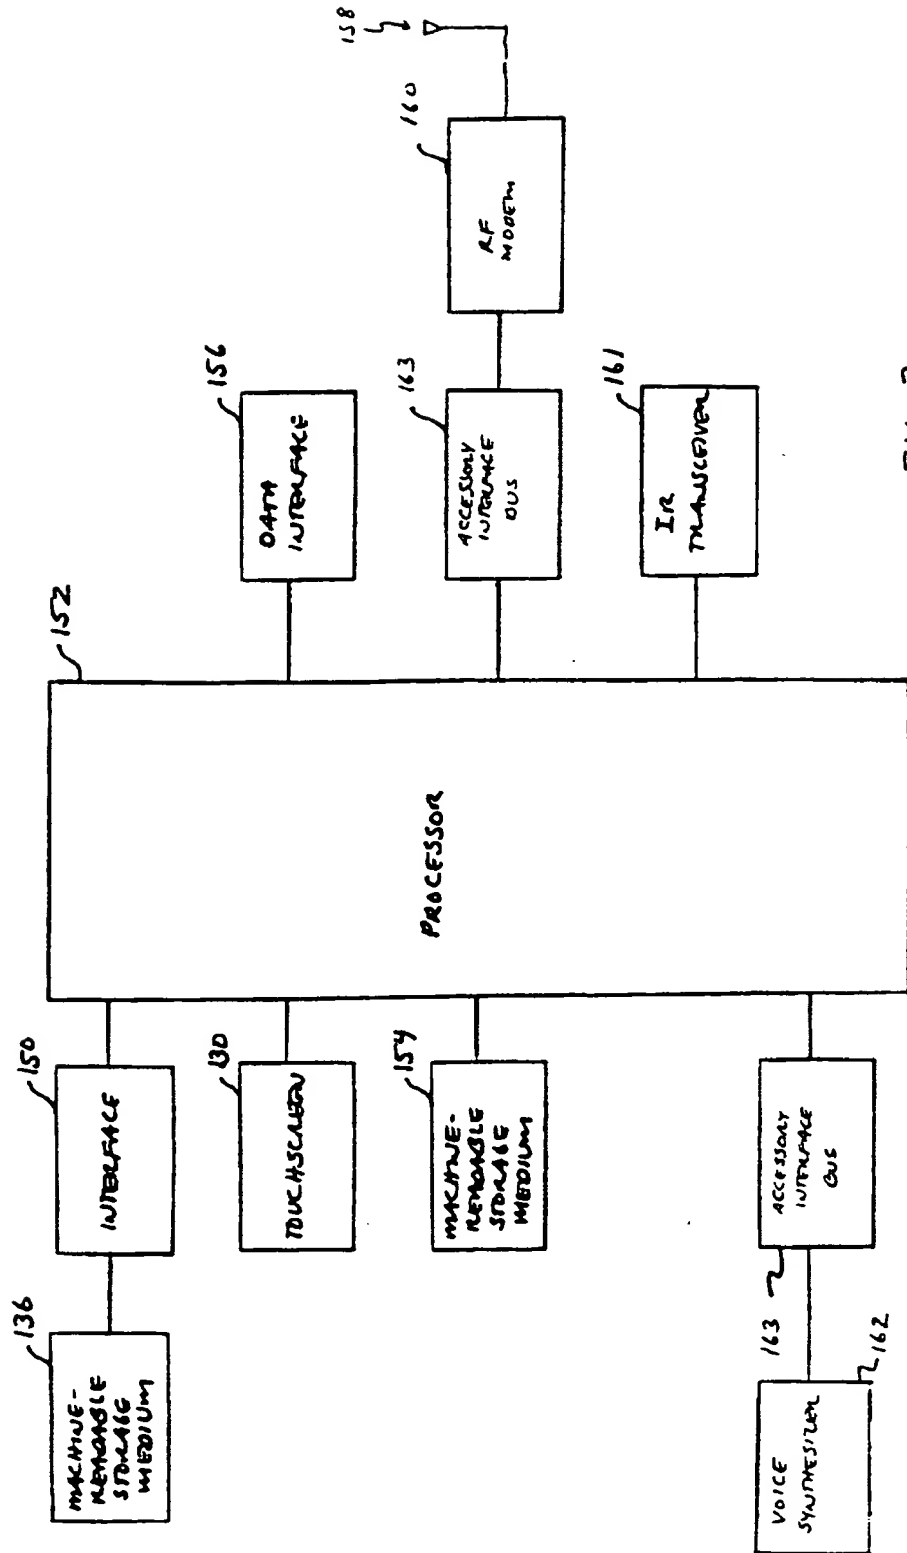 136
MACHINE-
READABLE
STORAGE
MEDIUM
150
INTERFACE
130
TOUCHSCREEN
154
MACHINE-
READABLE
STORAGE
MEDIUM
163
ACCESSORY
INTERFACE
BUS
162
VOICE
SYNTHESIZER
152
PROCESSOR
156
DATA
INTERFACE
163
ACCESSORY
INTERFACE
BUS
161
IR
TRANSCEIVER
160
RF
MODEM
158